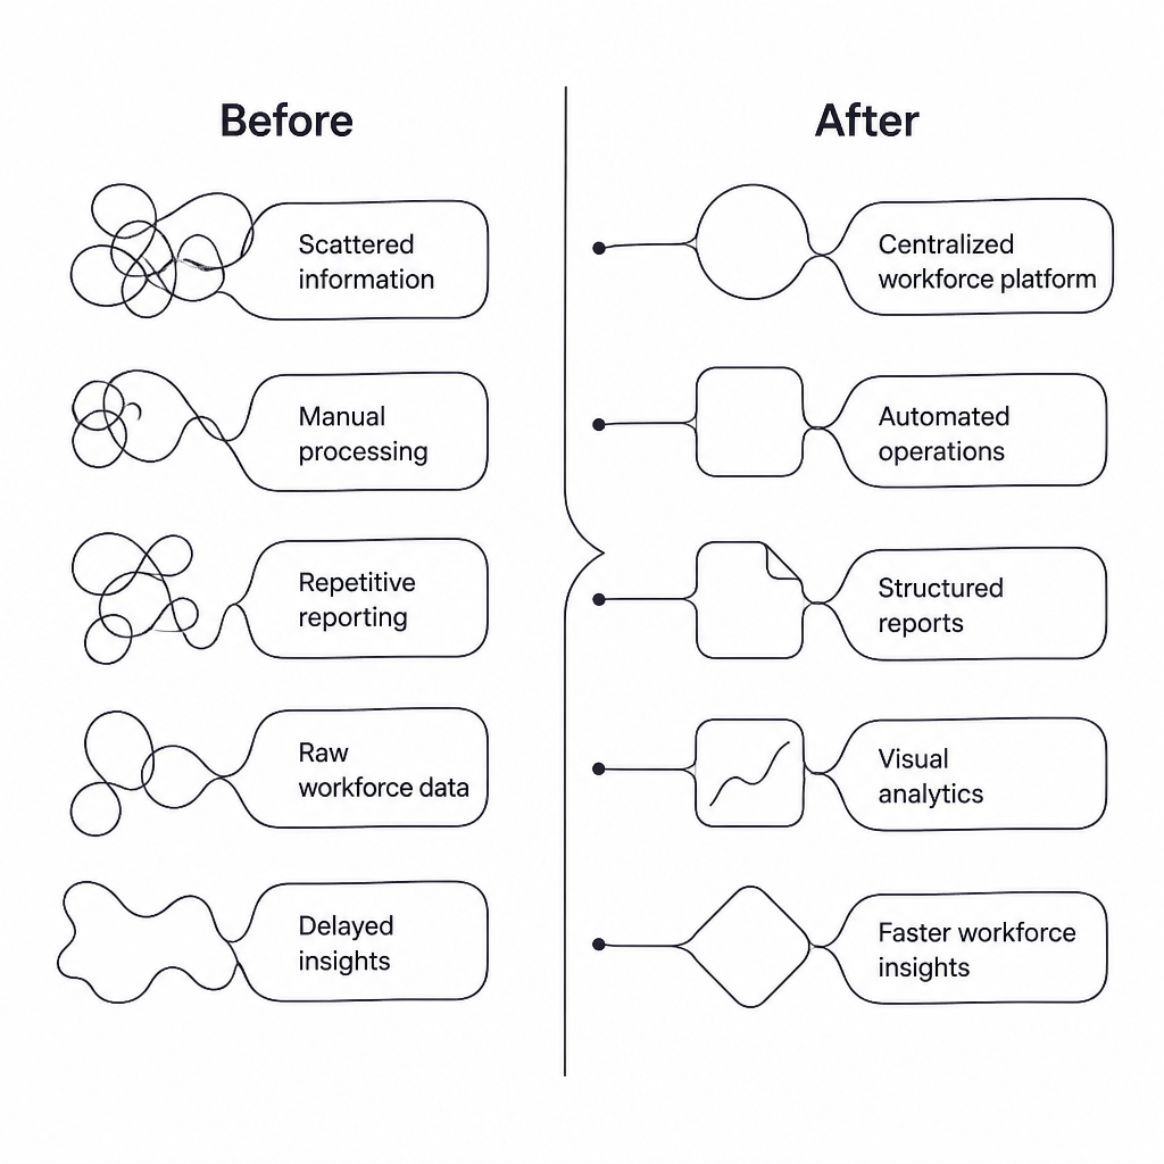 Before
Scattered
information
Manual
processing
Repetitive
reporting
Raw
workforce data
Delayed
insights
After
Centralized
workforce platform
Automated
operations
Structured
reports
Visual
analytics
Faster workforce
insights